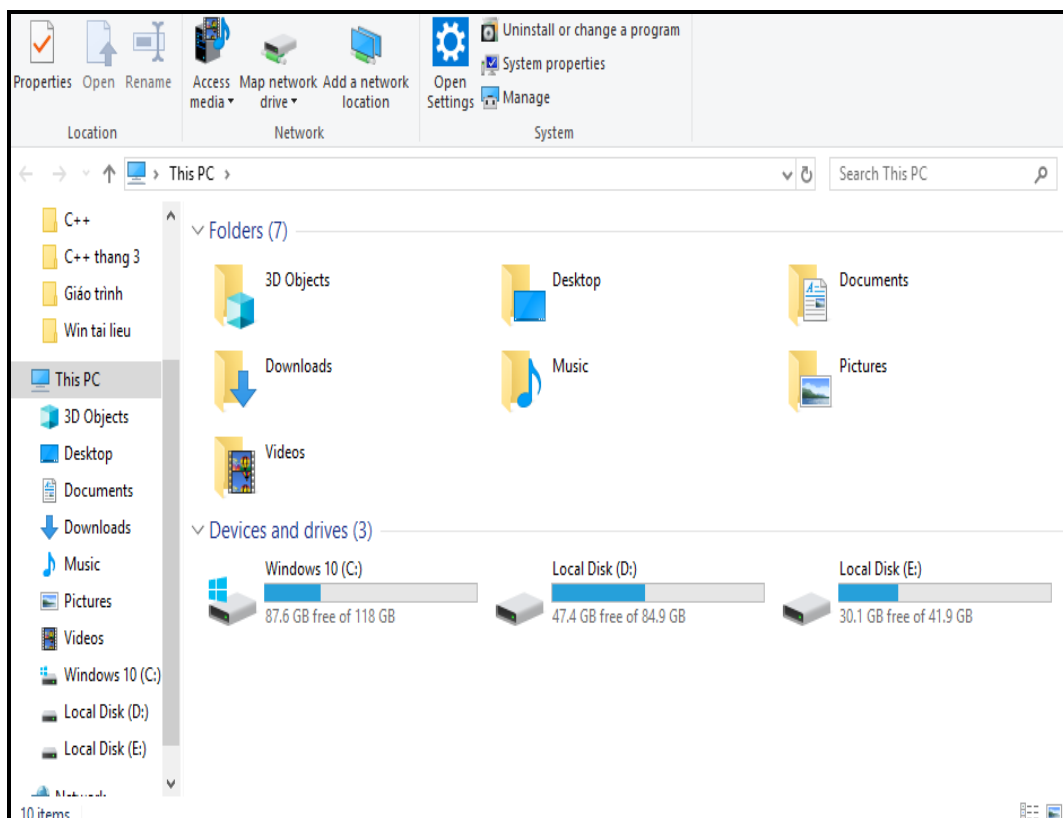 Properties Open Rename
Access media
Map network drive
Add a network location
Open Settings
Uninstall or change a program
System properties
Manage
Location
Network
System
This PC
Search This PC
C++
C++ thang 3
Giáo trình
Win tai lieu
This PC
3D Objects
Desktop
Documents
Downloads
Music
Pictures
Videos
Windows 10 (C:)
Local Disk (D:)
Local Disk (E:)
Network
10 items
Folders (7)
3D Objects
Desktop
Documents
Downloads
Music
Pictures
Videos
Devices and drives (3)
Windows 10 (C:)
87.6 GB free of 118 GB
Local Disk (D:)
47.4 GB free of 84.9 GB
Local Disk (E:)
30.1 GB free of 41.9 GB